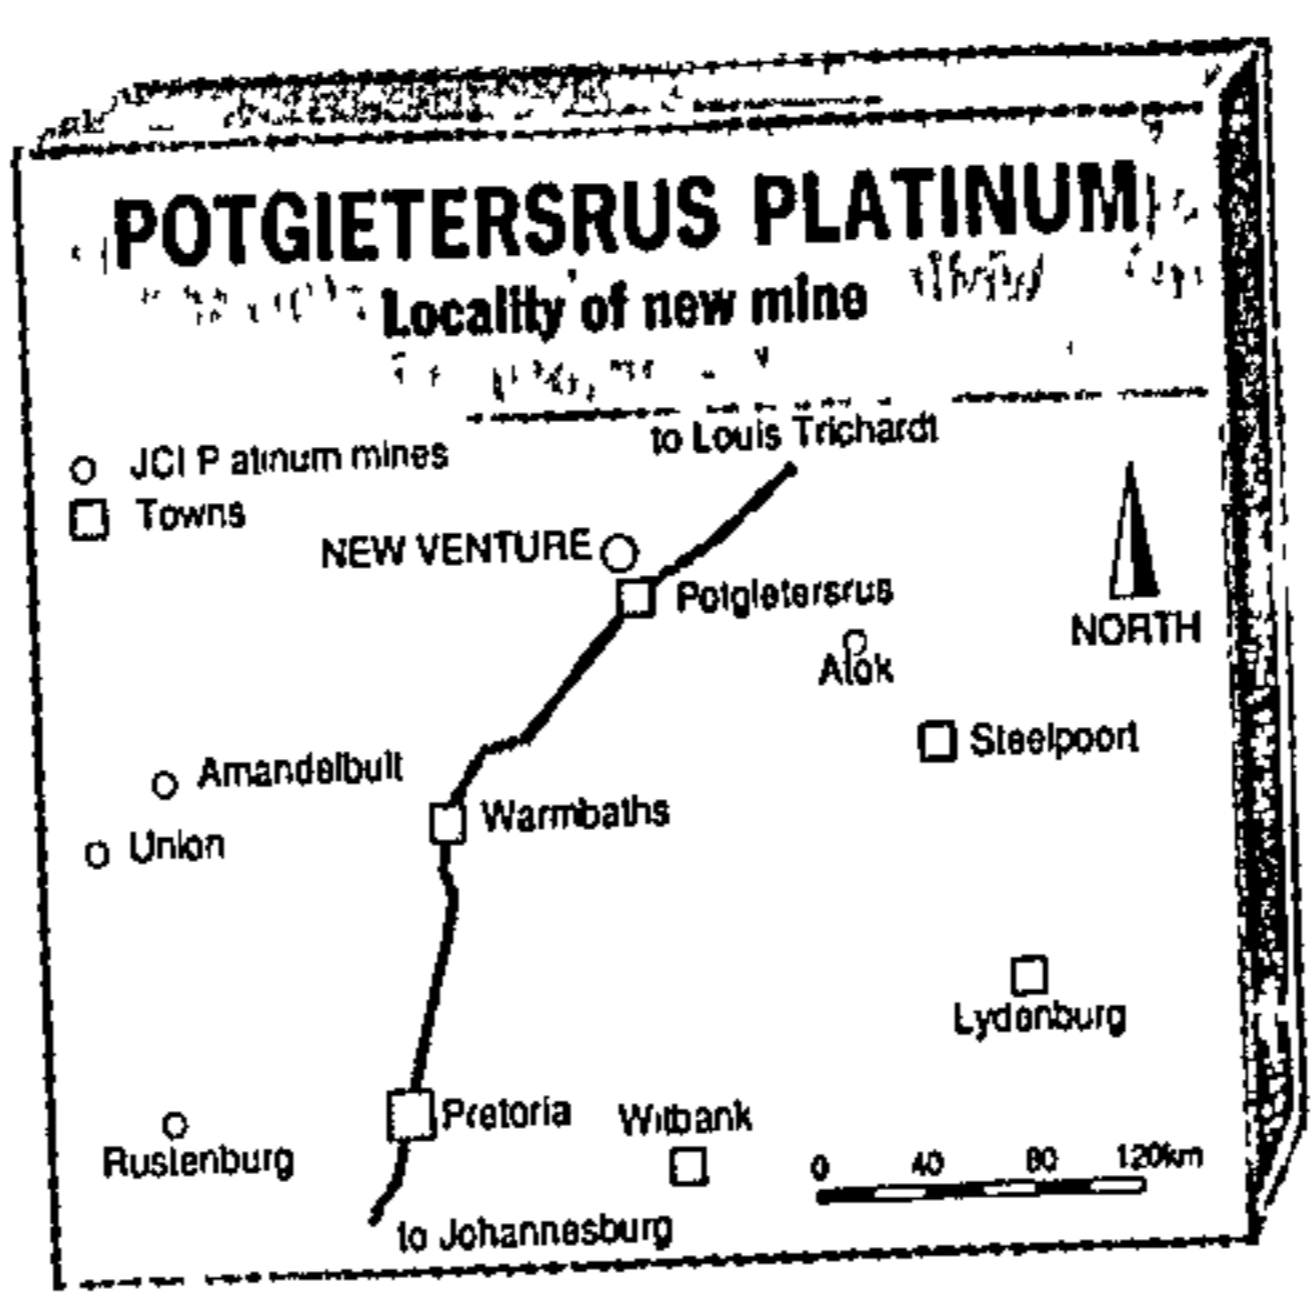 POTGIETERSRUS PLATINUM
Locality of new mine
to Louis Trichardt
JCI Platinum mines
Towns
NEW VENTURE
Potgietersrus
NORTH
Atok
Steelpoort
Amandelbult
Warmbaths
Union
Lydenburg
Pretoria
Witbank
Rustenburg
0 40 80 120km
to Johannesburg